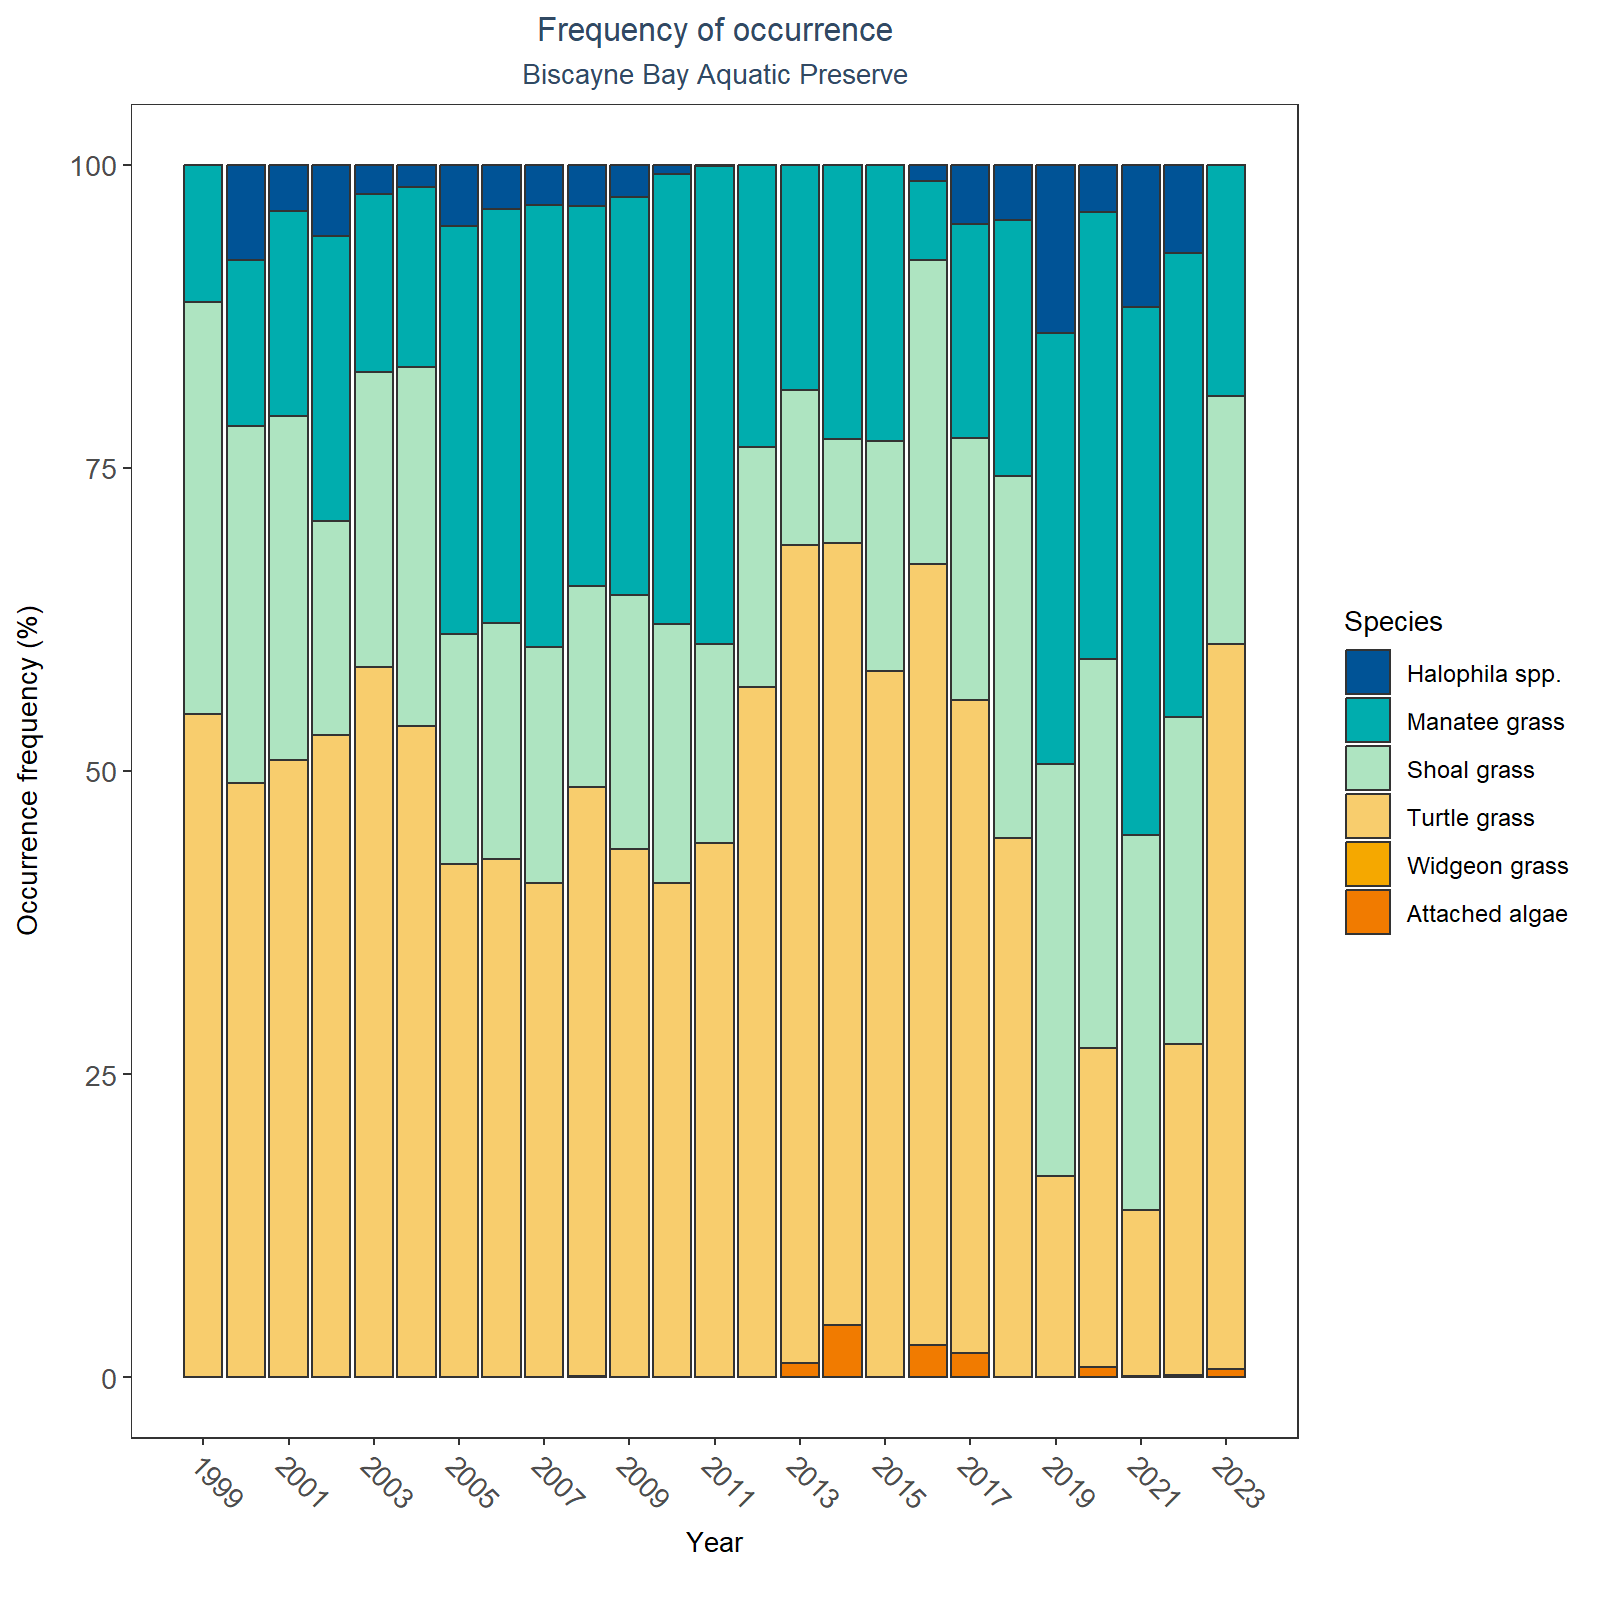 Frequency of occurrence
Biscayne Bay Aquatic Preserve
Occurrence frequency (%)
100
75
50
25
0
1999
2001
2003
2005
2007
2009
2011
2013
2015
2017
2019
2021
2023
Year
Species
Halophila spp.
Manatee grass
Shoal grass
Turtle grass
Widgeon grass
Attached algae